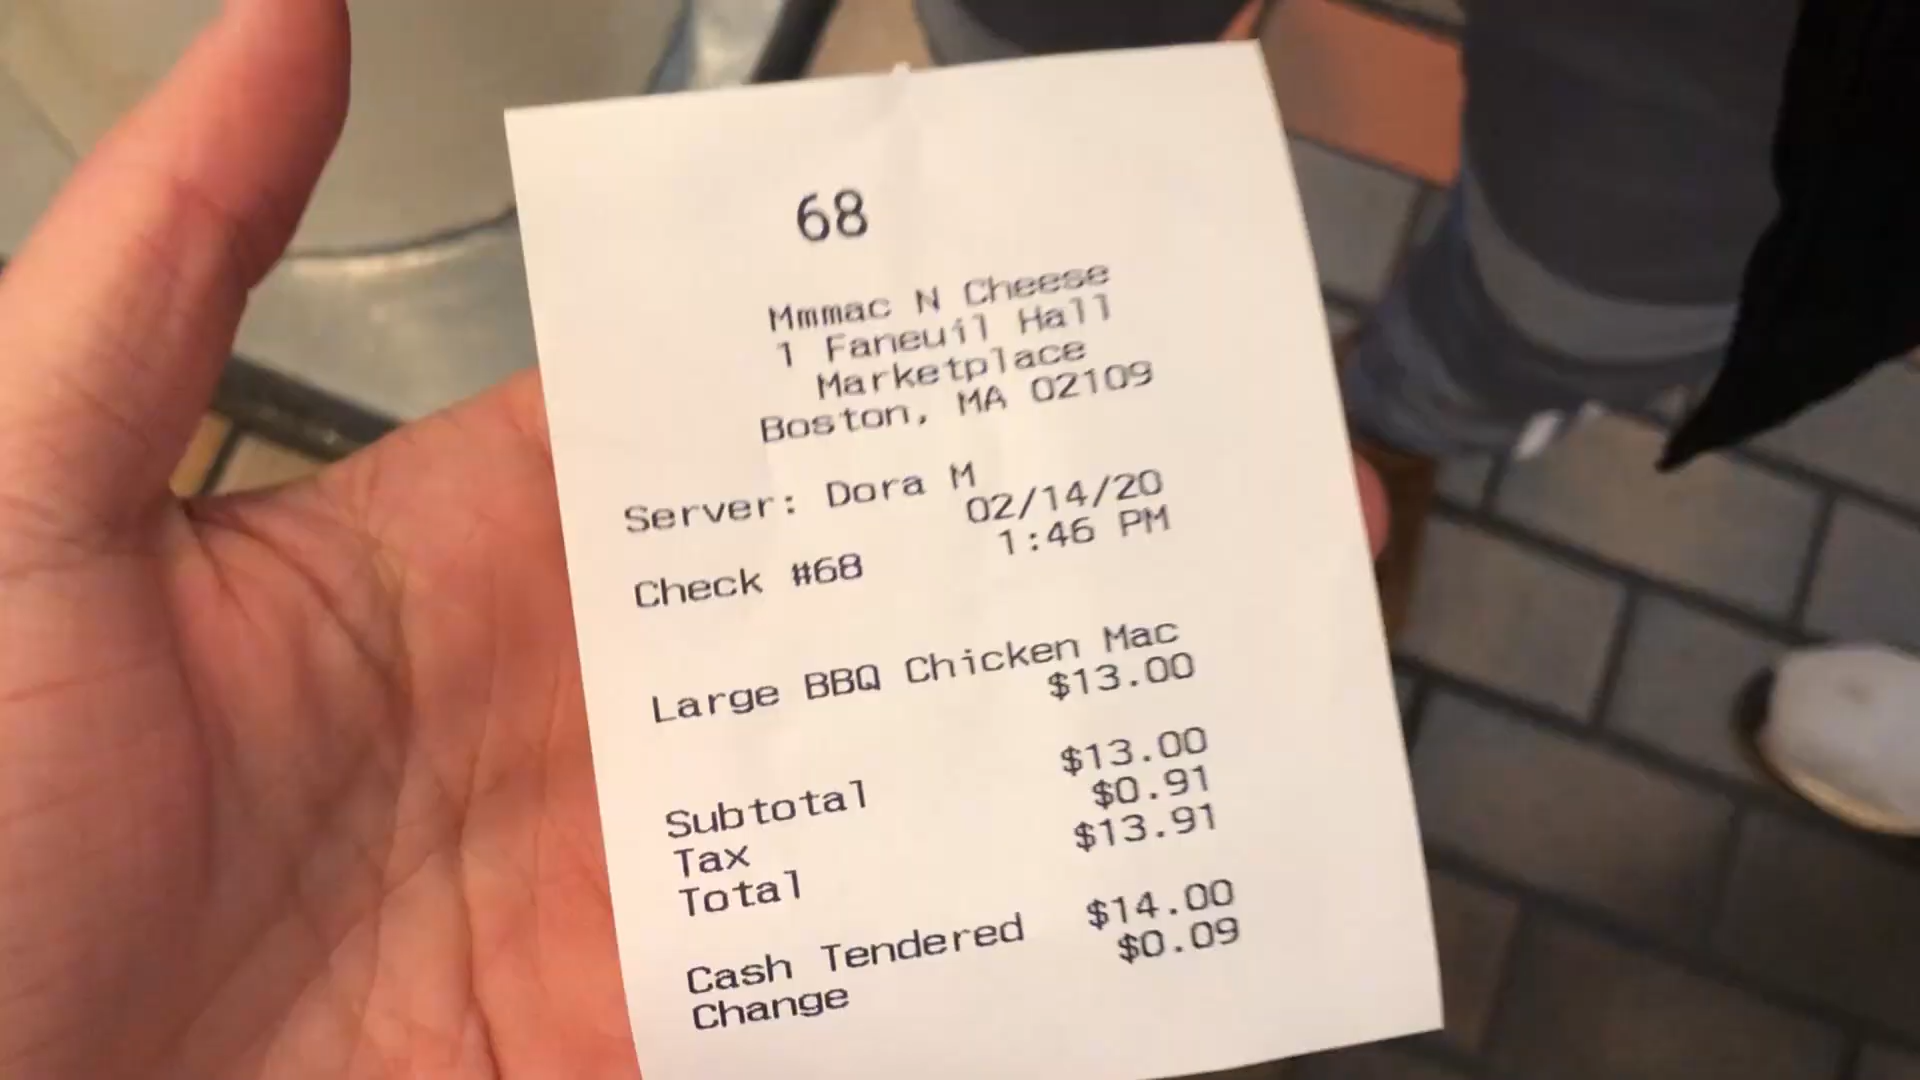 68
Mmmac N Cheese
1 Faneuil Hall
Marketplace
Boston, MA 02109
Server: Dora M
02/14/20
Check #68 1:46 PM
Large BBQ Chicken Mac
$13.00
Subtotal $13.00
Tax $0.91
Total $13.91
Cash Tendered $14.00
Change $0.09